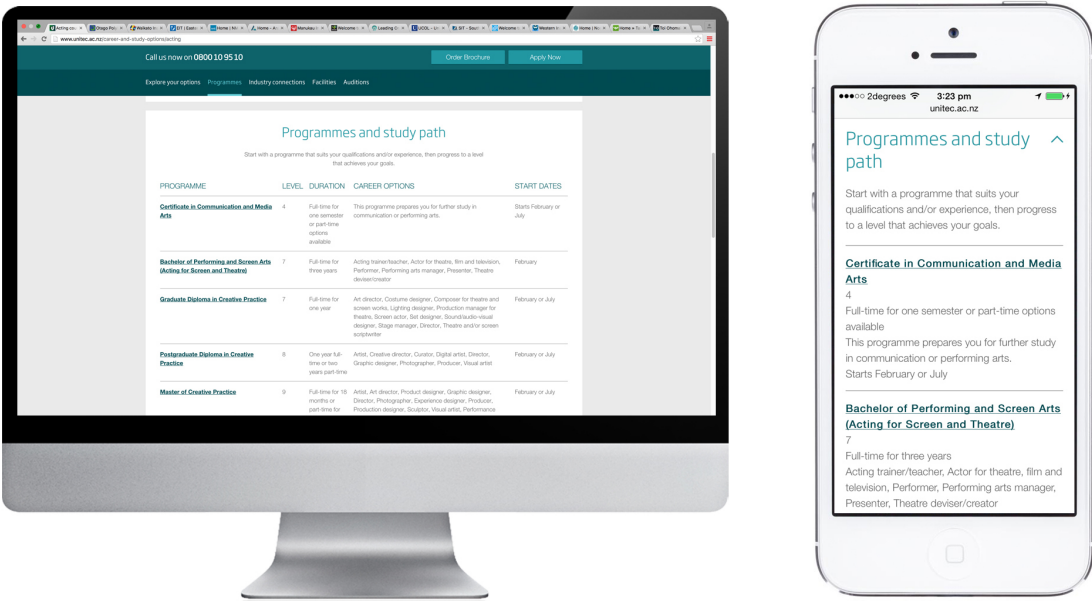 www.unitec.ac.nz/career-and-study-options/acting
Call us now on 0800 10 95 10
Order Brochure
Apply Now
Explore your options Programmes Industry connections Facilities Auditions
Programmes and study path
Start with a programme that suits your qualifications and/or experience, then progress to a level
that achieves your goals.
PROGRAMME LEVEL DURATION CAREER OPTIONS START DATES
Certificate in Communication and Media
Arts
4
Full-time for
one semester
or part-time
options
available
This programme prepares you for further study in
communication or performing arts.
Starts February or
July
Bachelor of Performing and Screen Arts
(Acting for Screen and Theatre)
7
Full-time for
three years
Acting trainer/teacher, Actor for theatre, film and television,
Performer, Performing arts manager, Presenter, Theatre
deviser/creator
February
Graduate Diploma in Creative Practice
7
Full-time for
one year
Art director, Costume designer, Composer for theatre and
screen works, Lighting designer, Production manager for
theatre, Screen actor, Set designer, Sound/audio-visual
designer, Stage manager, Director, Theatre and/or screen
scriptwriter
February or July
Postgraduate Diploma in Creative
Practice
8
One year full-
time or two
years part-time
Artist, Creative director, Curator, Digital artist, Director,
Graphic designer, Photographer, Producer, Visual artist
February or July
Master of Creative Practice
9
Full-time for 18
months or
part-time for
Artist, Art director, Product designer, Graphic designer,
Director, Photographer, Experience designer, Producer,
Production designer, Sculptor, Visual artist, Performance
February or July
2degrees 3:23 pm
unitec.ac.nz
Programmes and study
path
Start with a programme that suits your
qualifications and/or experience, then progress
to a level that achieves your goals.
Certificate in Communication and Media
Arts
4
Full-time for one semester or part-time options
available
This programme prepares you for further study
in communication or performing arts.
Starts February or July
Bachelor of Performing and Screen Arts
(Acting for Screen and Theatre)
7
Full-time for three years
Acting trainer/teacher, Actor for theatre, film and
television, Performer, Performing arts manager,
Presenter, Theatre deviser/creator